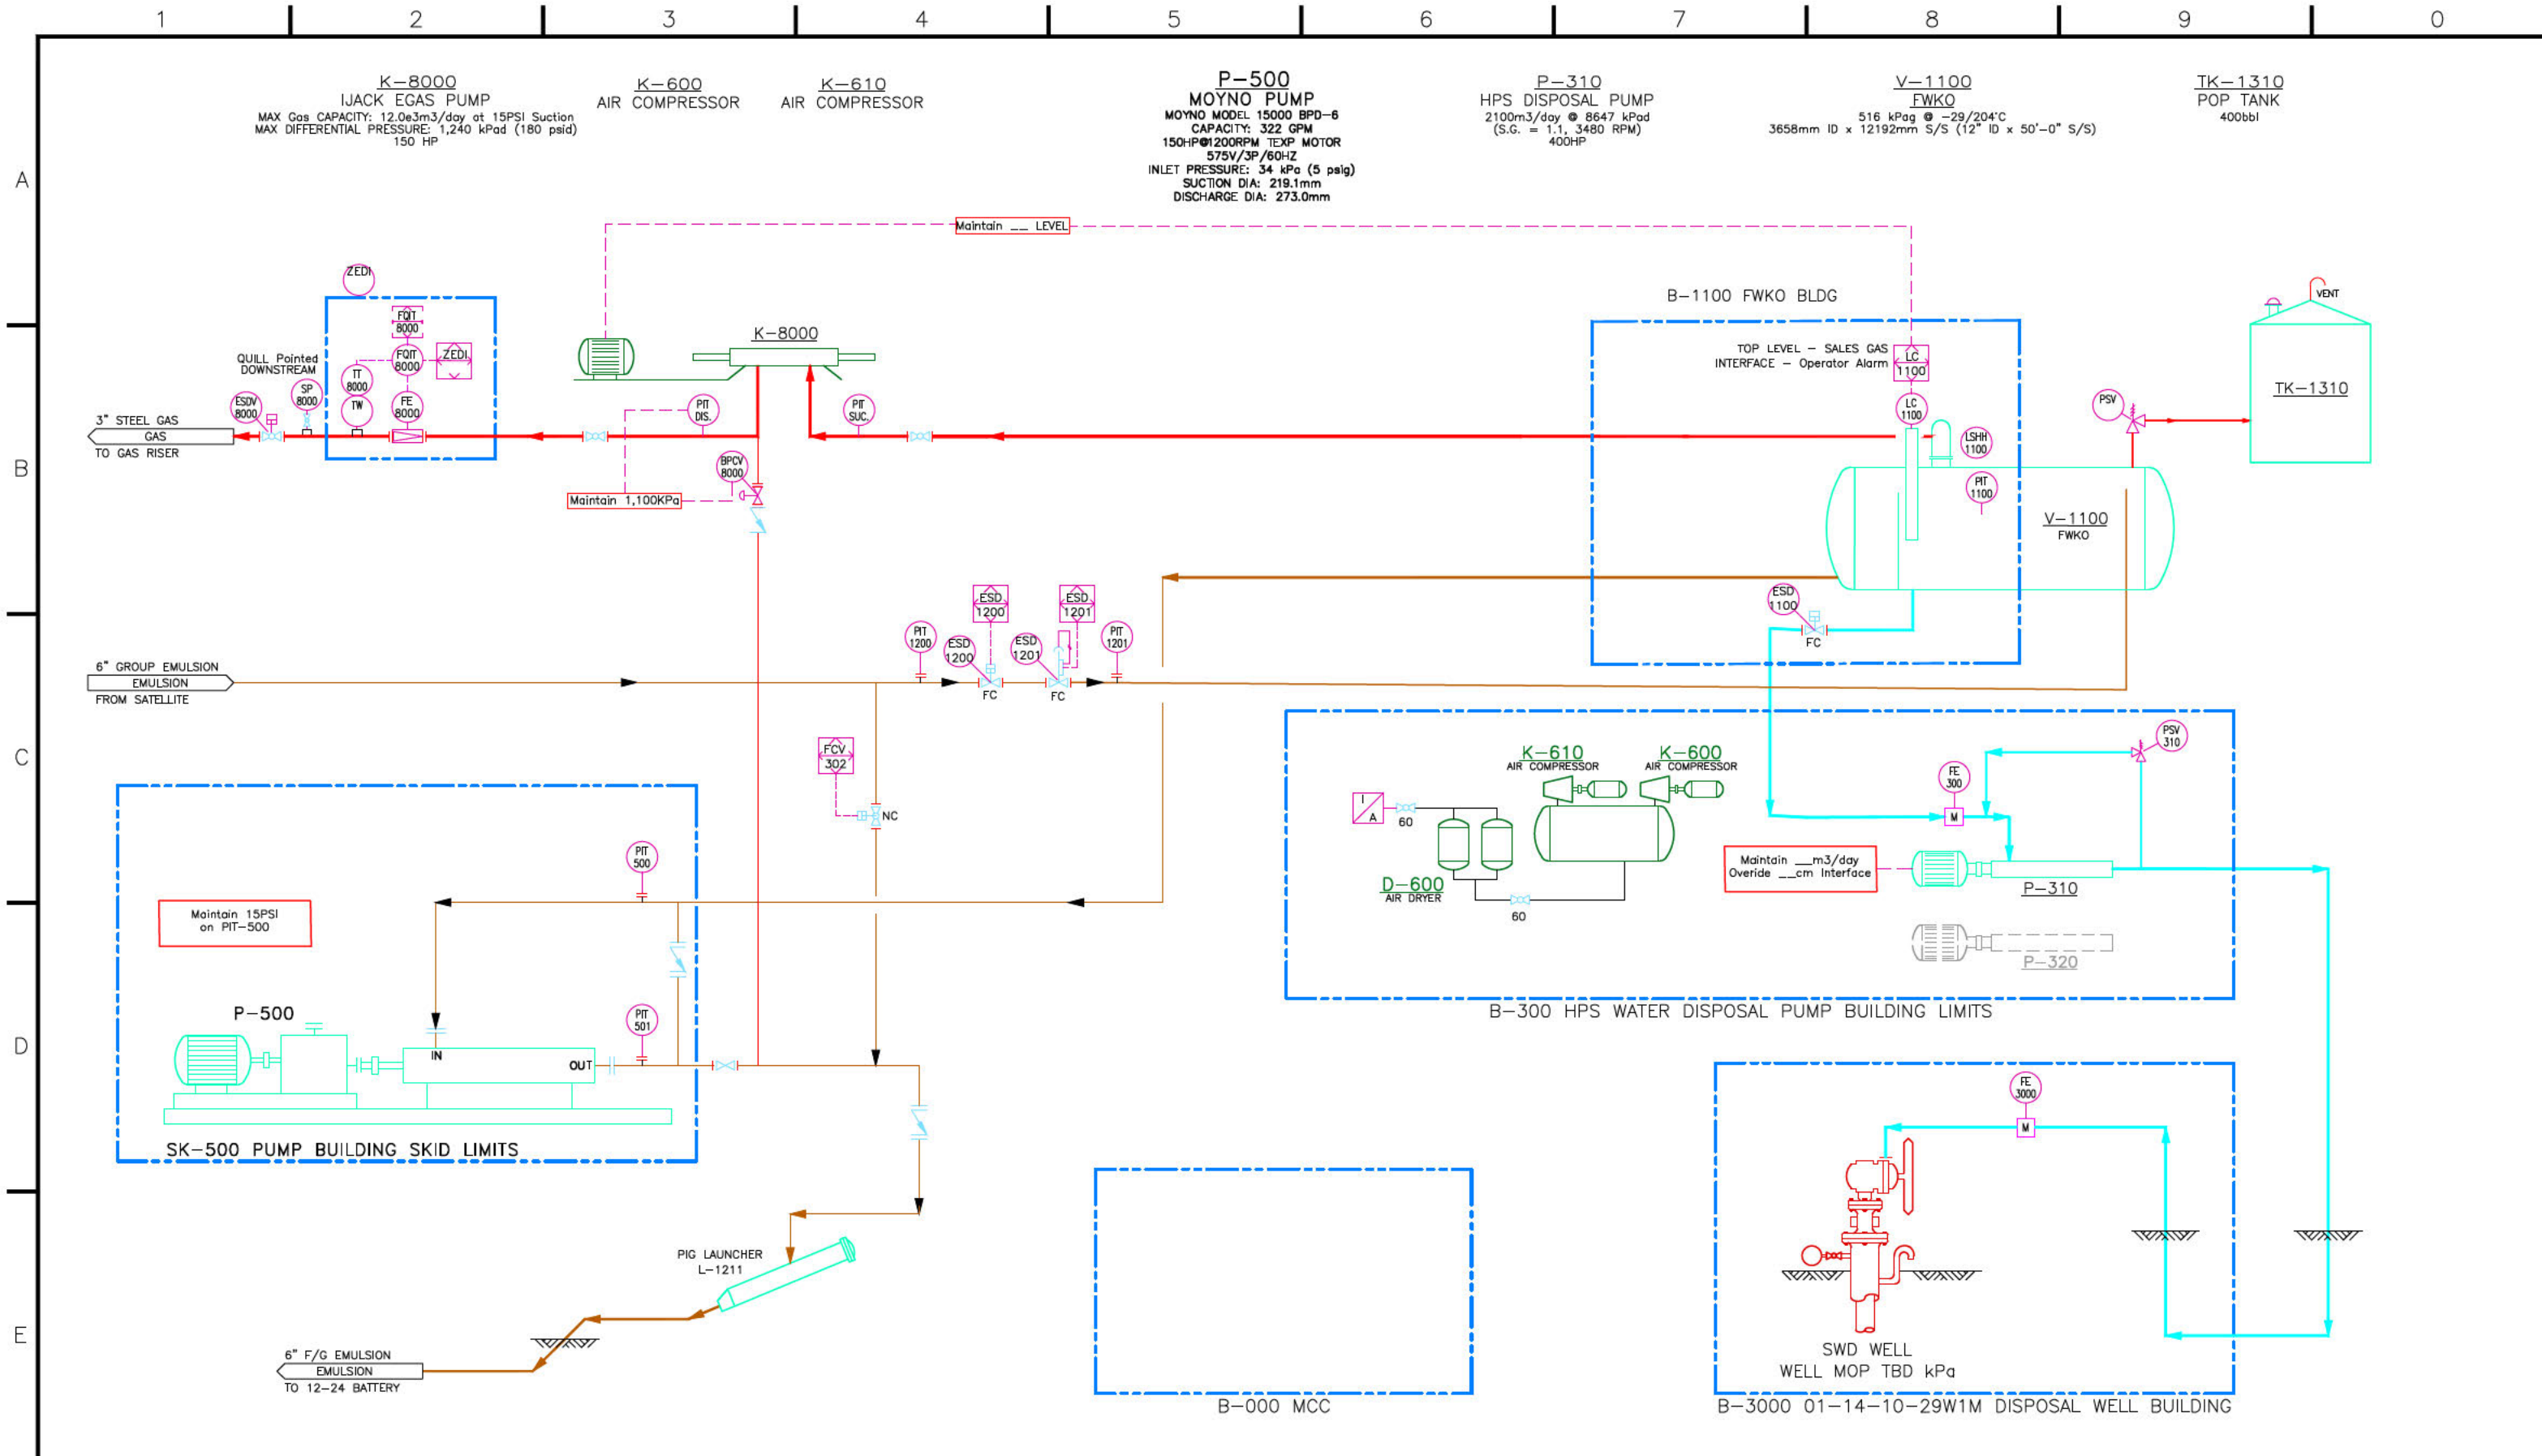 1 2 3 4 5 6 7 8 9 0
K-8000
IJACK EGAS PUMP
MAX Gas CAPACITY: 12.0e3m3/day at 15PSI Suction
MAX DIFFERENTIAL PRESSURE: 1,240 kPad (180 psid)
150 HP
K-600
AIR COMPRESSOR
K-610
AIR COMPRESSOR
P-500
MOYNO PUMP
MOYNO MODEL 15000 BPD-6
CAPACITY: 322 GPM
150HP@1200RPM TEXP MOTOR
575V/3P/60HZ
INLET PRESSURE: 34 kPa (5 psig)
SUCTION DIA: 219.1mm
DISCHARGE DIA: 273.0mm
P-310
HPS DISPOSAL PUMP
2100m3/day @ 8647 kPad
(S.G. = 1.1, 3480 RPM)
400HP
V-1100
FWKO
516 kPag @ -29/204°C
3658mm ID x 12192mm S/S (12" ID x 50'-0" S/S)
TK-1310
POP TANK
400bbl
A
Maintain __ LEVEL
ZEDI
FQIT
8000
FQIT
8000
ZEDI
TT
8000
TW
FE
8000
QUILL Pointed
DOWNSTREAM
SP
8000
ESDV
8000
3" STEEL GAS
GAS
TO GAS RISER
K-8000
PIT
DIS.
PIT
SUC.
BPCV
8000
Maintain 1,100KPa
B-1100 FWKO BLDG
TOP LEVEL - SALES GAS
INTERFACE - Operator Alarm
LC
1100
LC
1100
LSHH
1100
PIT
1100
V-1100
FWKO
PSV
VENT
TK-1310
B
ESD
1100
FC
6" GROUP EMULSION
EMULSION
FROM SATELLITE
PIT
1200
ESD
1200
ESD
1200
FC
ESD
1201
ESD
1201
FC
PIT
1201
C
FCV
302
NC
K-610
AIR COMPRESSOR
K-600
AIR COMPRESSOR
I
A
60
D-600
AIR DRYER
60
PSV
310
FE
300
M
Maintain __m3/day
Overide __cm Interface
P-310
P-320
B-300 HPS WATER DISPOSAL PUMP BUILDING LIMITS
PIT
500
Maintain 15PSI
on PIT-500
D
P-500
IN
OUT
PIT
501
SK-500 PUMP BUILDING SKID LIMITS
FE
3000
M
PIG LAUNCHER
L-1211
E
6" F/G EMULSION
EMULSION
TO 12-24 BATTERY
B-000 MCC
SWD WELL
WELL MOP TBD kPa
B-3000 01-14-10-29W1M DISPOSAL WELL BUILDING